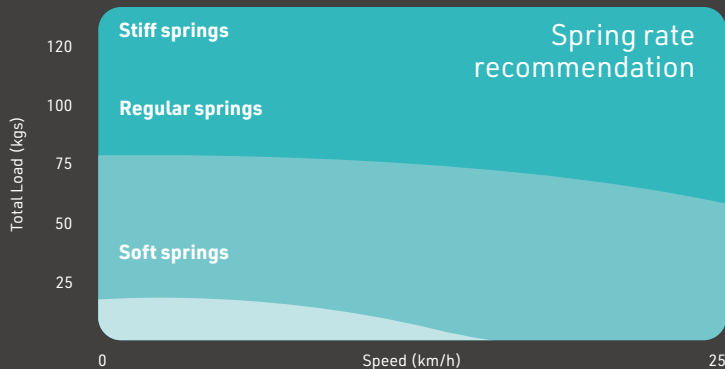 Spring rate
recommendation
Stiff springs
Regular springs
Soft springs
Total Load (kgs)
120
100
75
50
25
0
Speed (km/h)
25